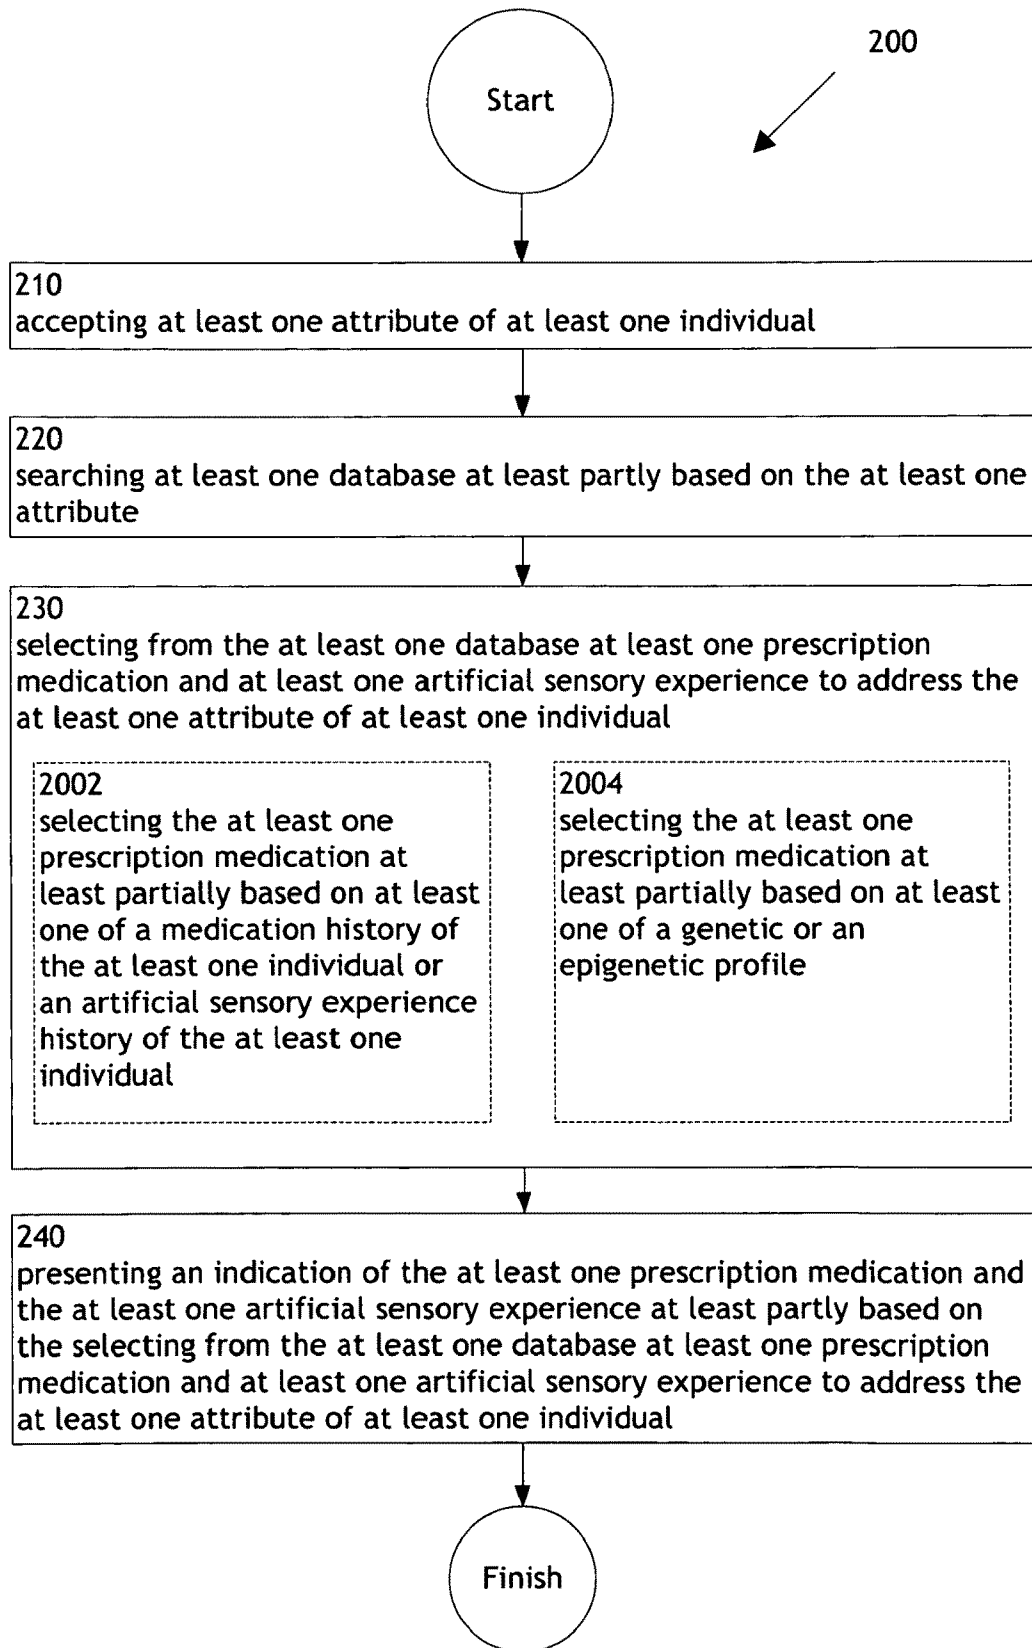 200
Start
210
accepting at least one attribute of at least one individual
220
searching at least one database at least partly based on the at least one
attribute
230
selecting from the at least one database at least one prescription
medication and at least one artificial sensory experience to address the
at least one attribute of at least one individual
2002
selecting the at least one
prescription medication at
least partially based on at least
one of a medication history of
the at least one individual or
an artificial sensory experience
history of the at least one
individual
2004
selecting the at least one
prescription medication at
least partially based on at least
one of a genetic or an
epigenetic profile
240
presenting an indication of the at least one prescription medication and
the at least one artificial sensory experience at least partly based on
the selecting from the at least one database at least one prescription
medication and at least one artificial sensory experience to address the
at least one attribute of at least one individual
Finish